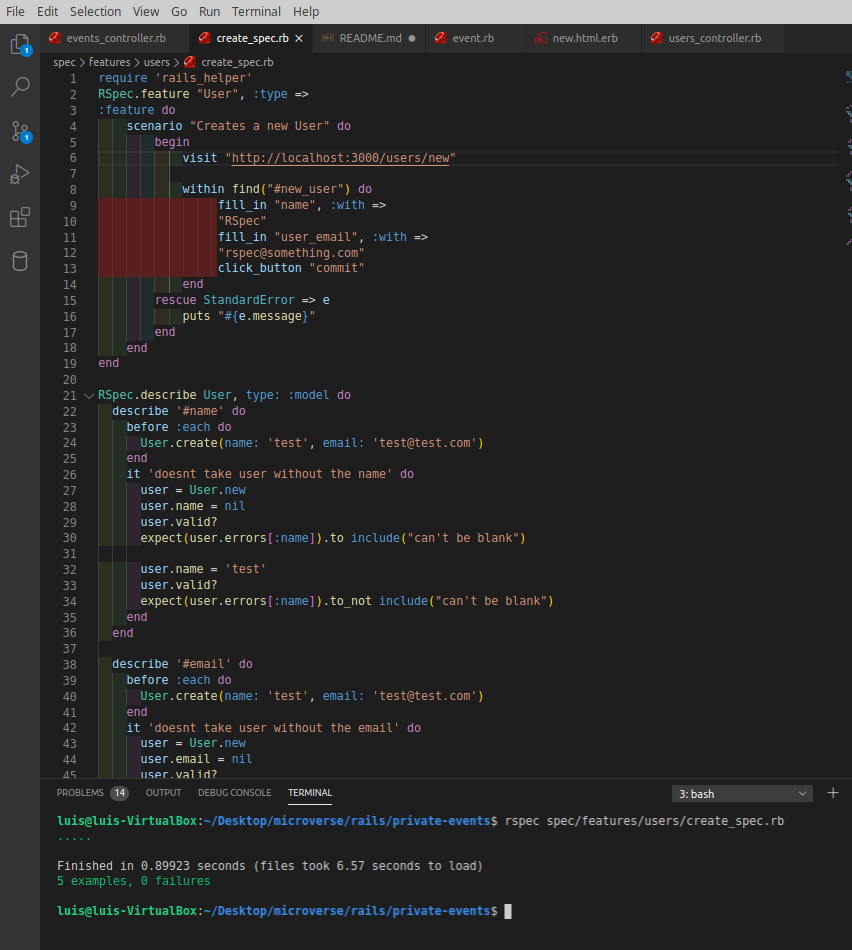 File Edit Selection View Go Run Terminal Help
events_controller.rb create_spec.rb × README.md ● event.rb new.html.erb users_controller.rb
1
1
spec > features > users > create_spec.rb
1 require 'rails_helper'
2 RSpec.feature "User", :type =>
3 :feature do
4 scenario "Creates a new User" do
5 begin
6 visit "http://localhost:3000/users/new"
7
8 within find("#new_user") do
9 fill_in "name", :with =>
10 "RSpec"
11 fill_in "user_email", :with =>
12 "rspec@something.com"
13 click_button "commit"
14 end
15 rescue StandardError => e
16 puts "#{e.message}"
17 end
18 end
19 end
20
21 RSpec.describe User, type: :model do
22 describe '#name' do
23 before :each do
24 User.create(name: 'test', email: 'test@test.com')
25 end
26 it 'doesnt take user without the name' do
27 user = User.new
28 user.name = nil
29 user.valid?
30 expect(user.errors[:name]).to include("can't be blank")
31
32 user.name = 'test'
33 user.valid?
34 expect(user.errors[:name]).to_not include("can't be blank")
35 end
36 end
37
38 describe '#email' do
39 before :each do
40 User.create(name: 'test', email: 'test@test.com')
41 end
42 it 'doesnt take user without the email' do
43 user = User.new
44 user.email = nil
45 user.valid?
PROBLEMS 14 OUTPUT DEBUG CONSOLE TERMINAL 3: bash +
luis@luis-VirtualBox:~/Desktop/microverse/rails/private-events$ rspec spec/features/users/create_spec.rb
.....
Finished in 0.89923 seconds (files took 6.57 seconds to load)
5 examples, 0 failures
luis@luis-VirtualBox:~/Desktop/microverse/rails/private-events$